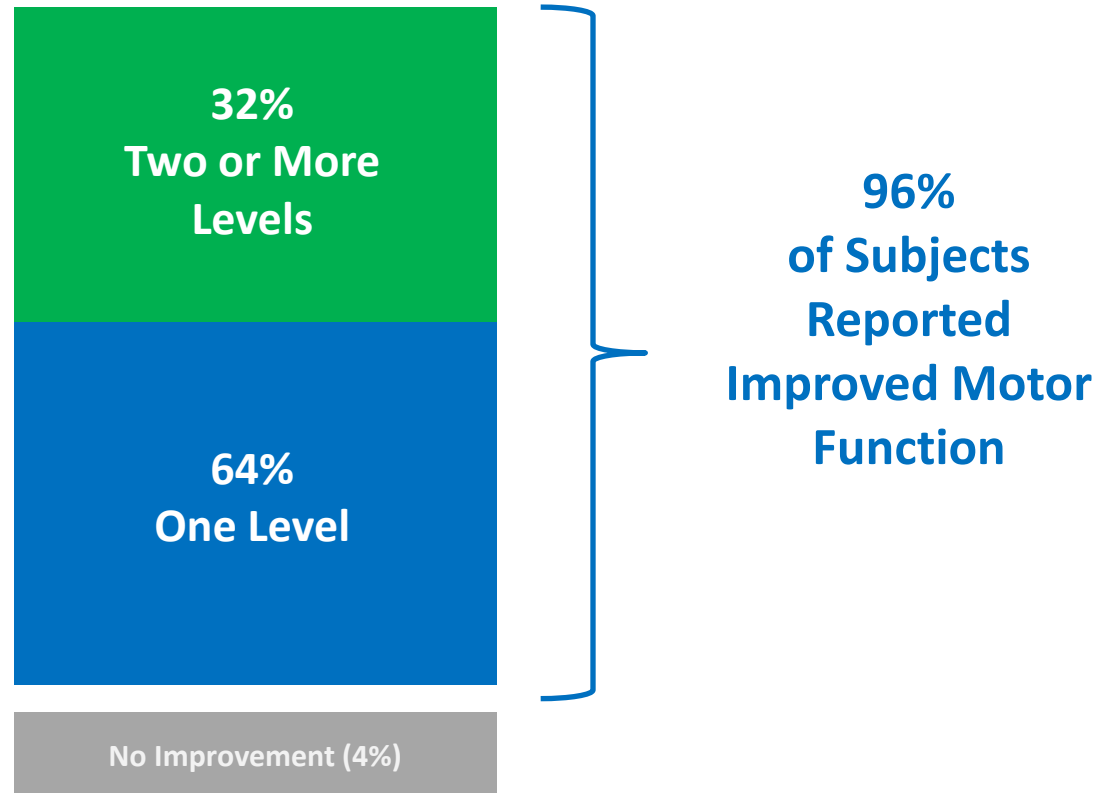 32%
Two or More
Levels
64%
One Level
No Improvement (4%)
96%
of Subjects
Reported
Improved Motor
Function